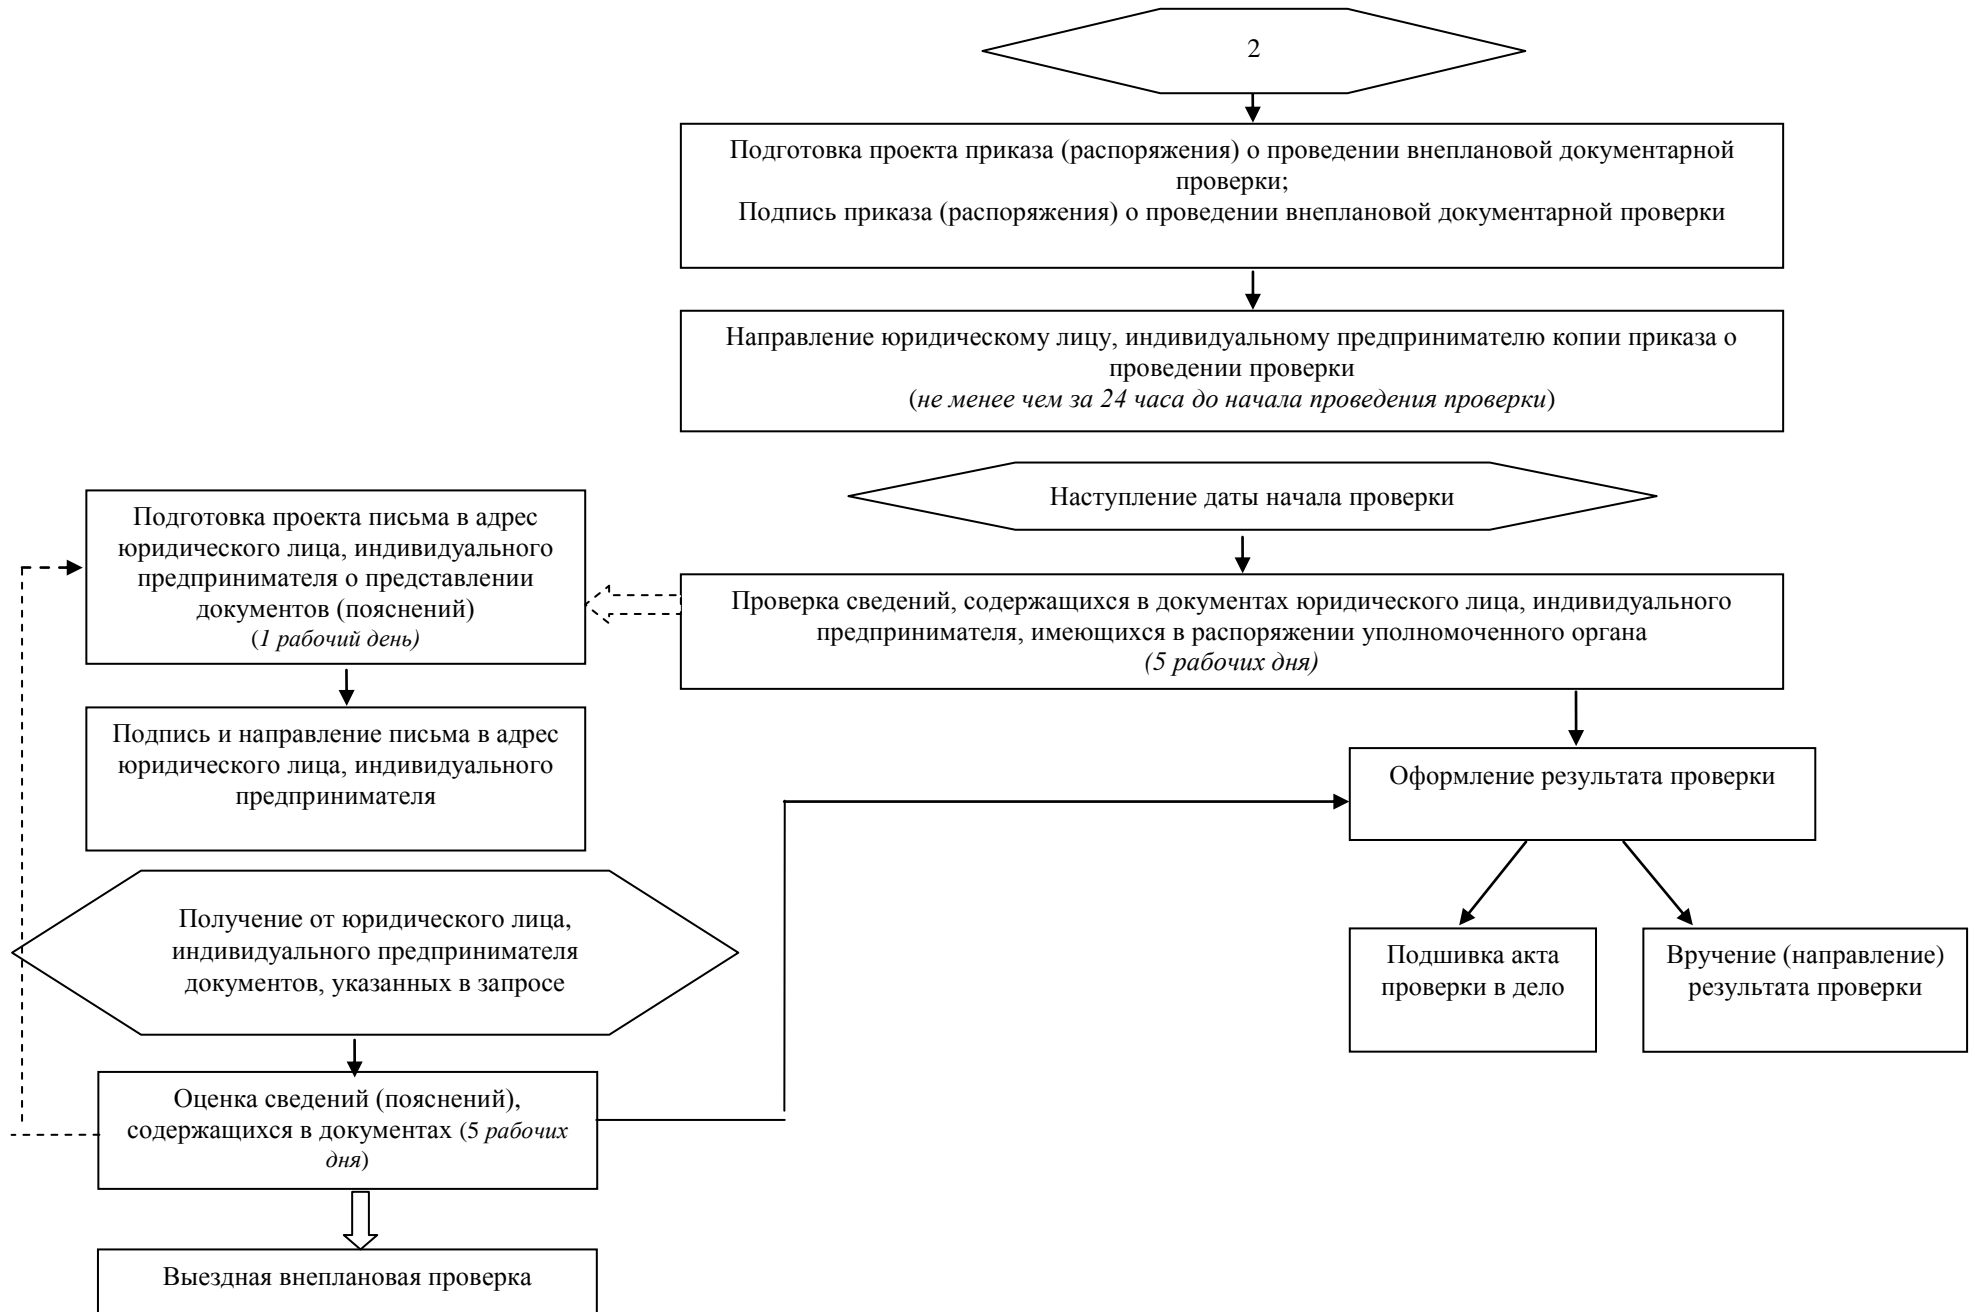 2
Подготовка проекта приказа (распоряжения) о проведении внеплановой документарной
проверки;
Подпись приказа (распоряжения) о проведении внеплановой документарной проверки
Направление юридическому лицу, индивидуальному предпринимателю копии приказа о
проведении проверки
(не менее чем за 24 часа до начала проведения проверки)
Наступление даты начала проверки
Подготовка проекта письма в адрес
юридического лица, индивидуального
предпринимателя о представлении
документов (пояснений)
(1 рабочий день)
Проверка сведений, содержащихся в документах юридического лица, индивидуального
предпринимателя, имеющихся в распоряжении уполномоченного органа
(5 рабочих дня)
Подпись и направление письма в адрес
юридического лица, индивидуального
предпринимателя
Оформление результата проверки
Получение от юридического лица,
индивидуального предпринимателя
документов, указанных в запросе
Подшивка акта
проверки в дело
Вручение (направление)
результата проверки
Оценка сведений (пояснений),
содержащихся в документах (5 рабочих
дня)
Выездная внеплановая проверка